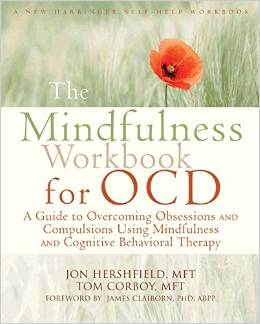 A NEW HARBINGER SELF-HELP WORKBOOK
The
Mindfulness
Workbook
for OCD
A Guide to Overcoming Obsessions AND
Compulsions Using Mindfulness
AND Cognitive Behavioral Therapy
JON HERSHFIELD, MFT
TOM CORBOY, MFT
FOREWORD BY JAMES CLAIBORN, PhD, ABPP